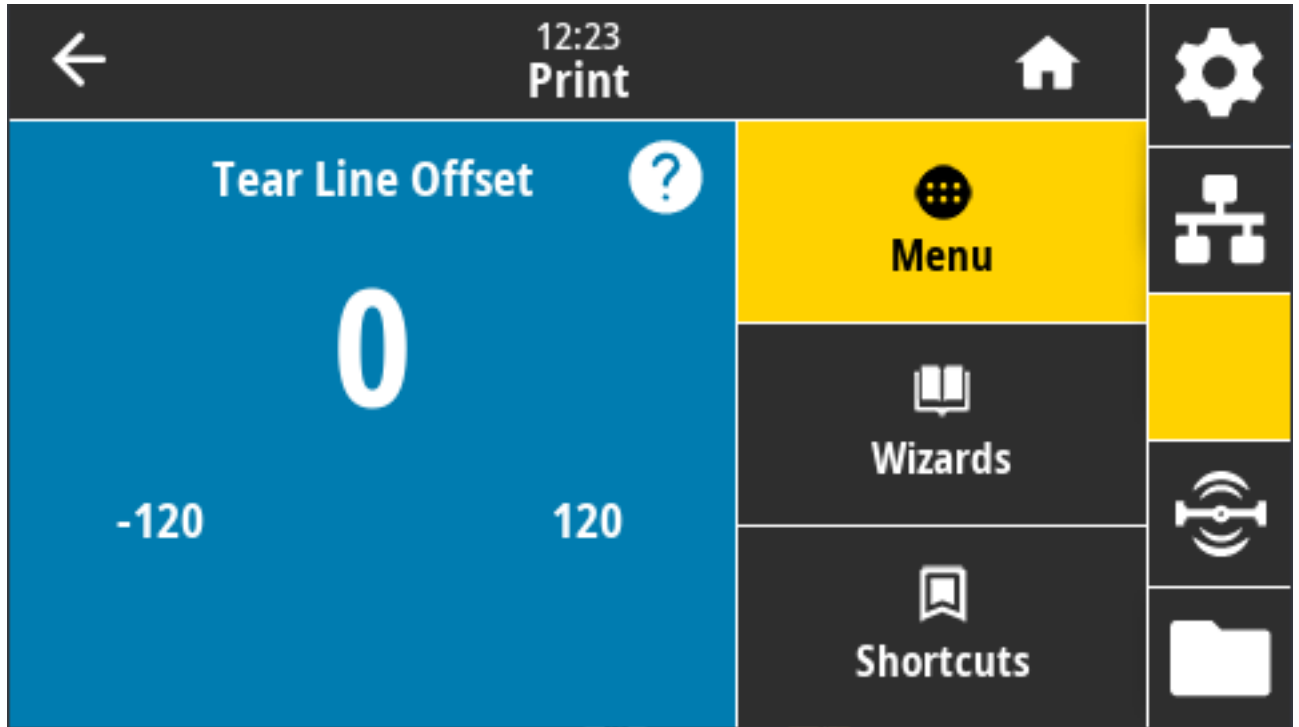 12:23
Print
Tear Line Offset ?
0
-120 120
Menu
Wizards
Shortcuts